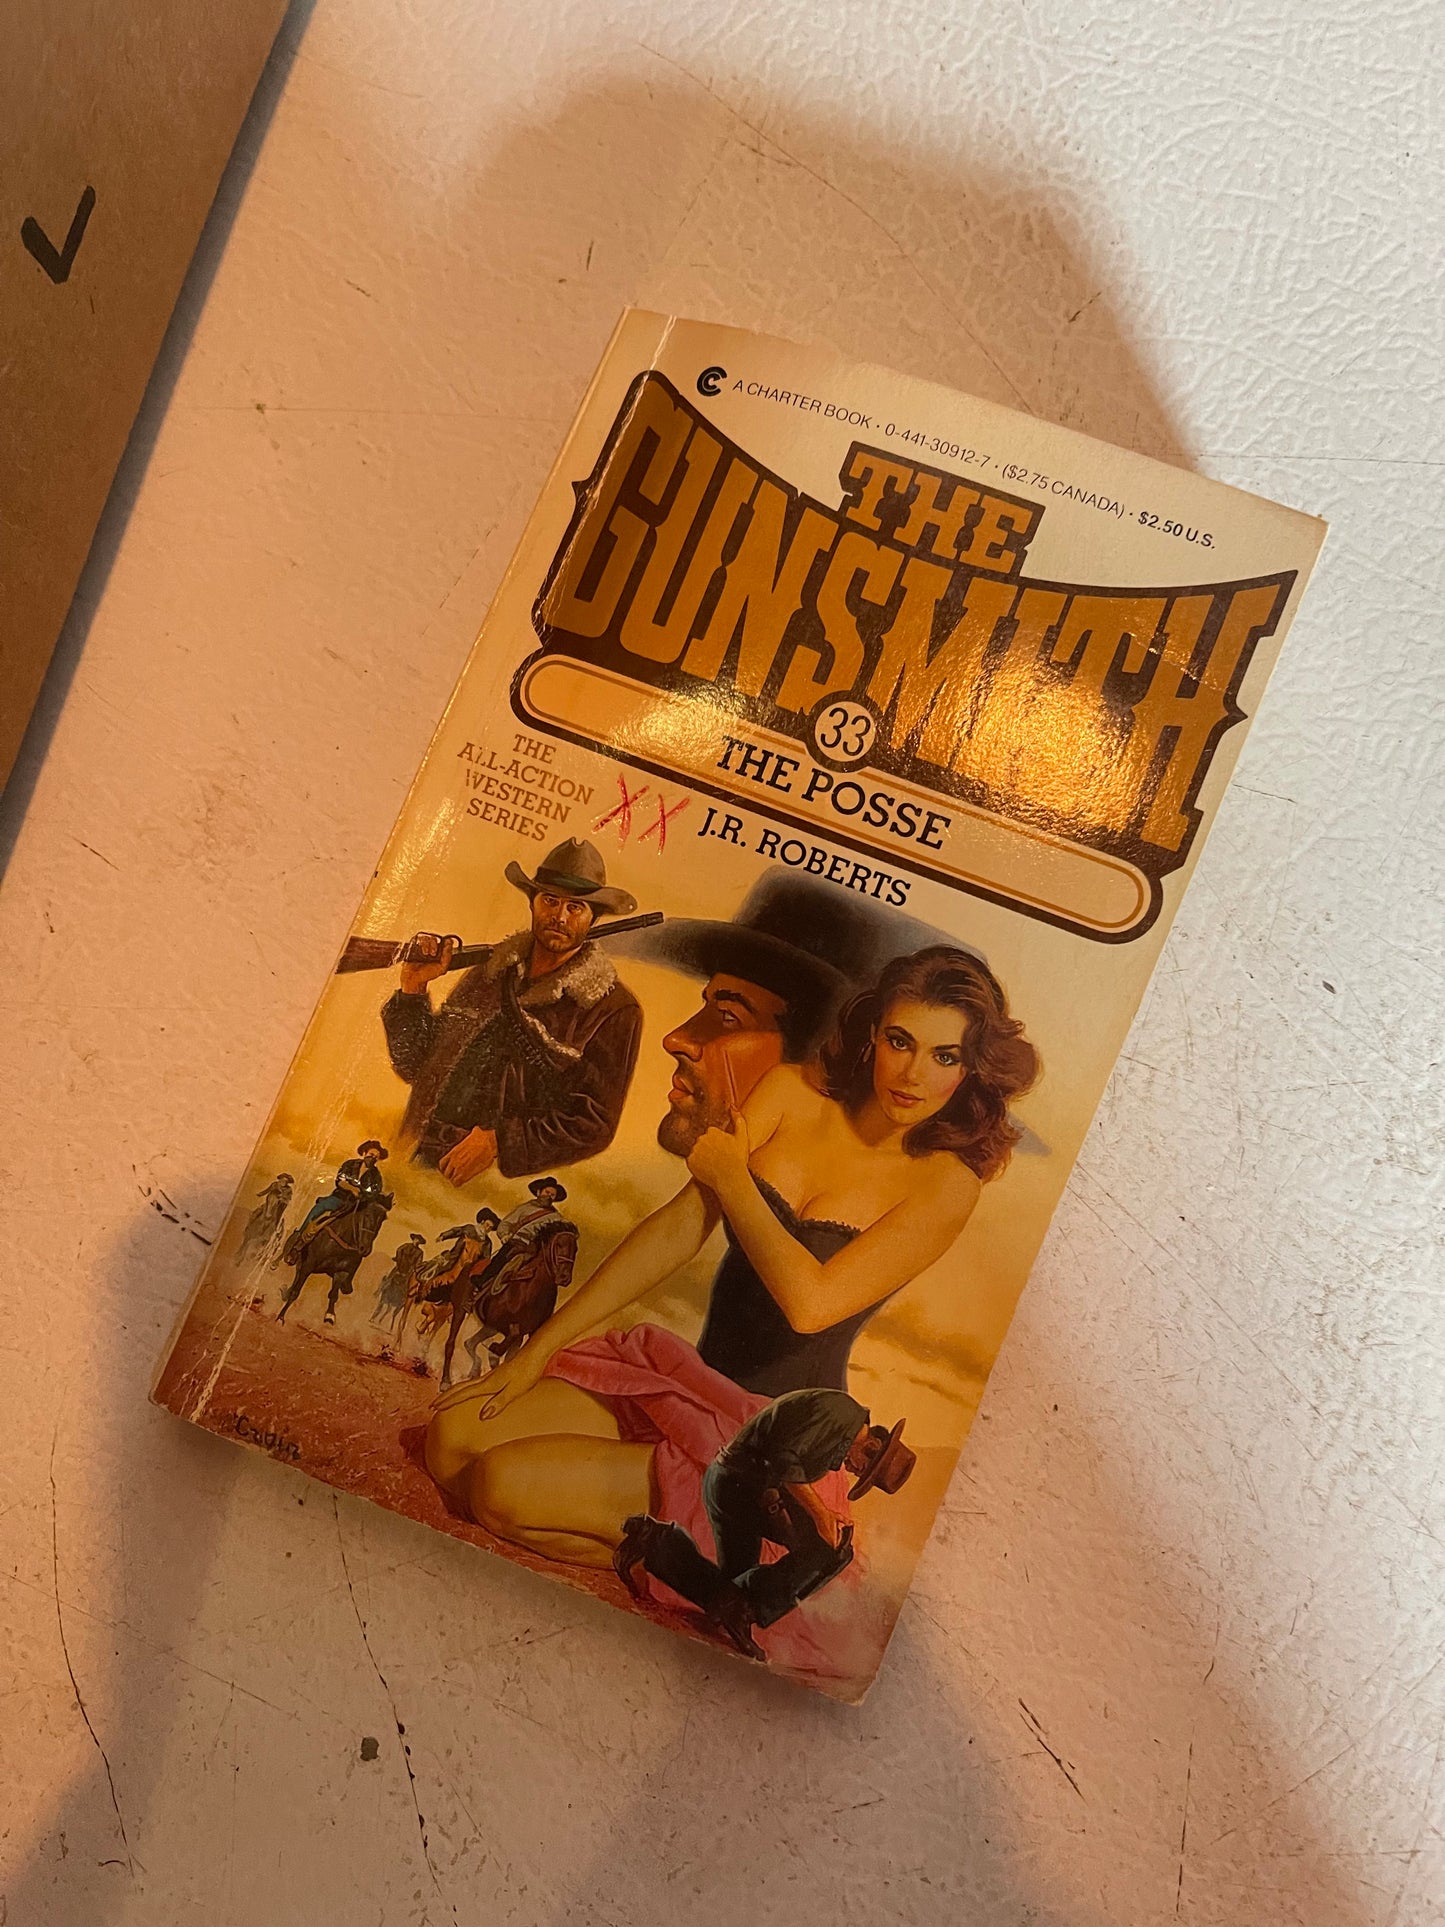 A CHARTER BOOK • 0-441-30912-7 • ($2.75 CANADA) • $2.50 U.S.
THE
GUNSMITH
33
THE POSSE
THE
ALL-ACTION
WESTERN
SERIES
XX
J.R. ROBERTS